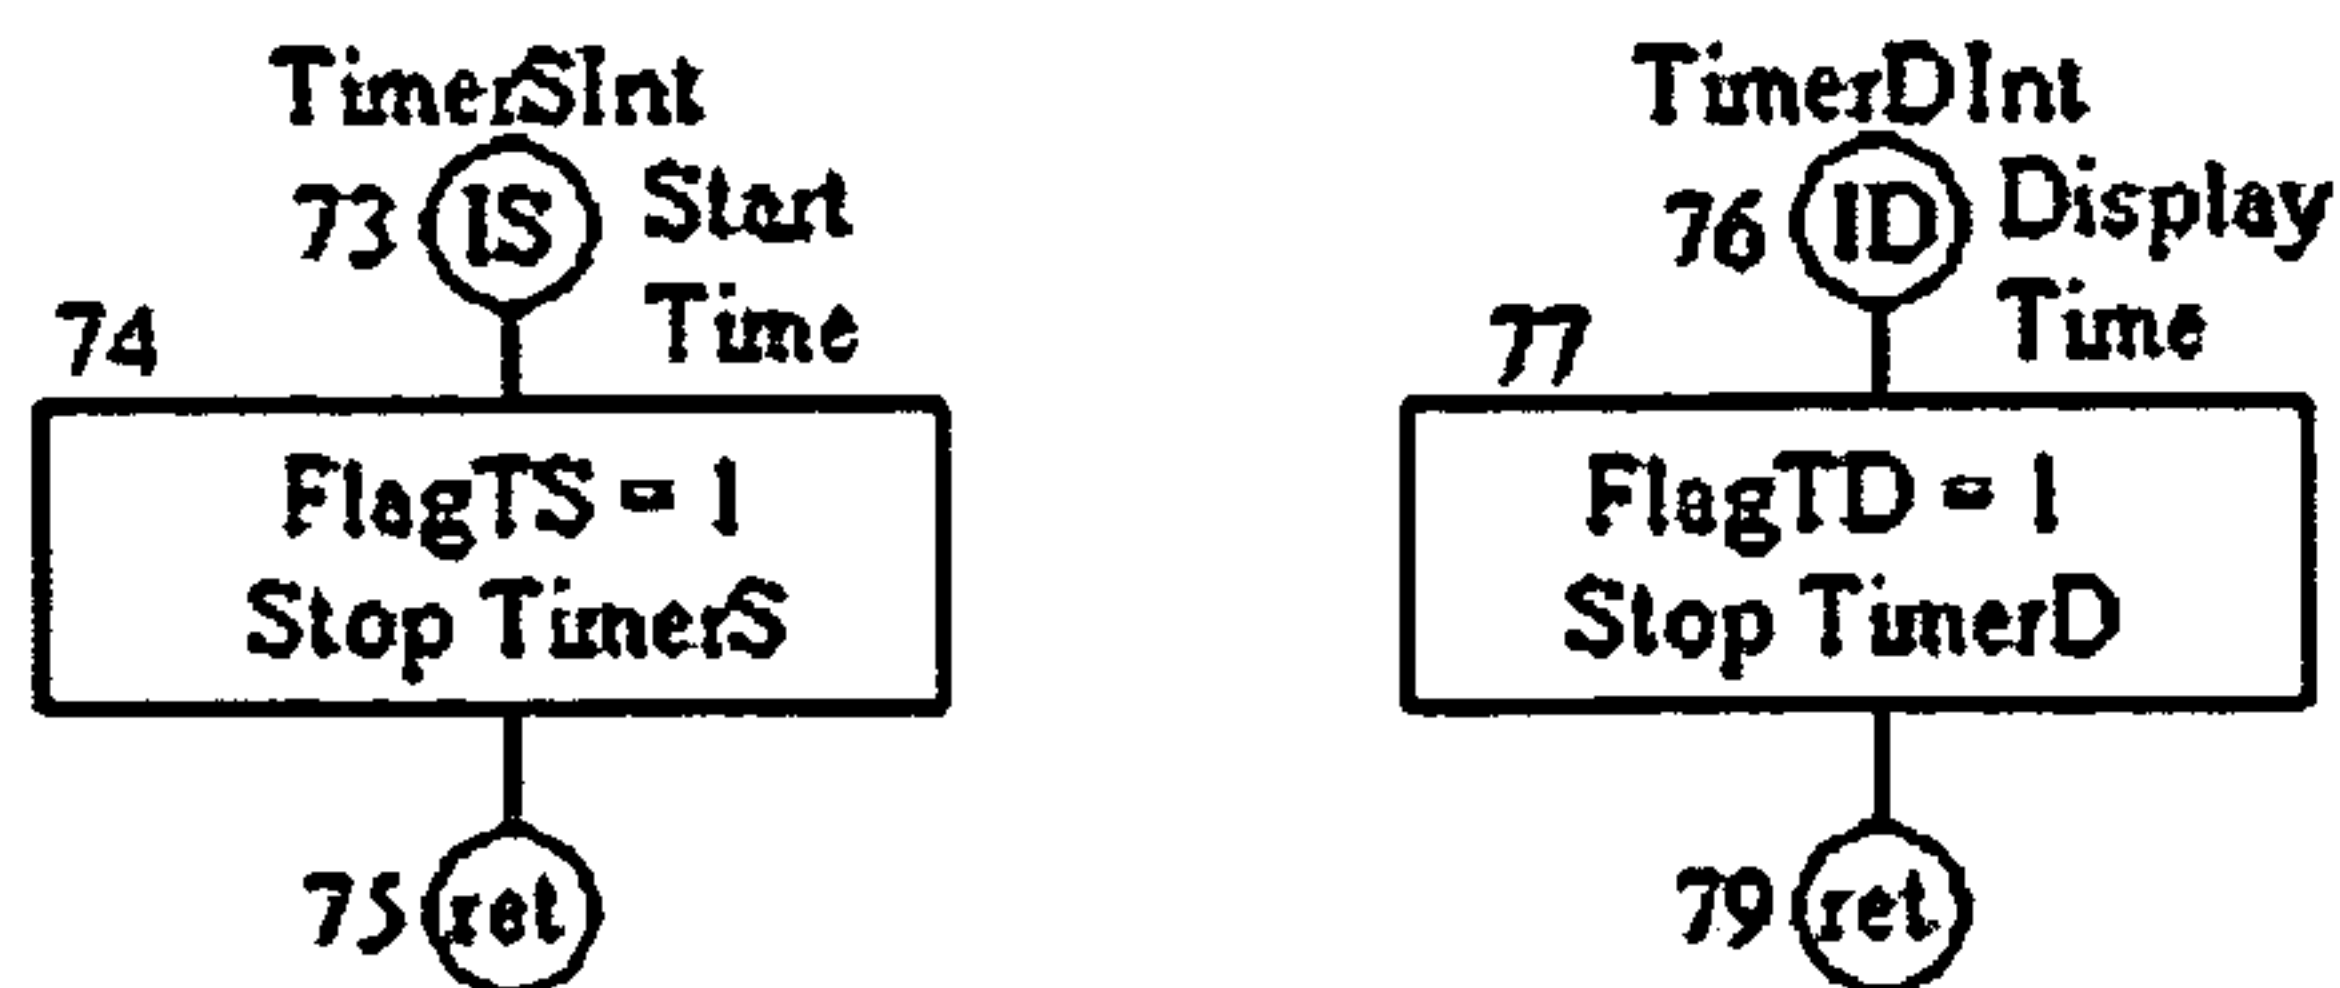 TimerSInt
73 IS Start
Time
74
FlagTS = 1
Stop TimerS
75 ret
TimerDInt
76 ID Display
Time
77
FlagTD = 1
Stop TimerD
79 ret